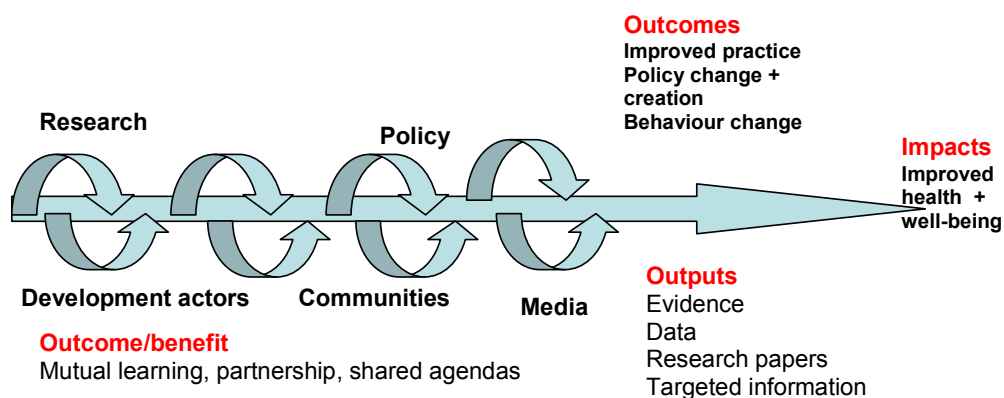 Outcomes
Improved practice
Policy change +
creation
Behaviour change
Research
Policy
Impacts
Improved
health +
well-being
Development actors
Communities
Media
Outputs
Evidence
Data
Research papers
Targeted information
Outcome/benefit
Mutual learning, partnership, shared agendas